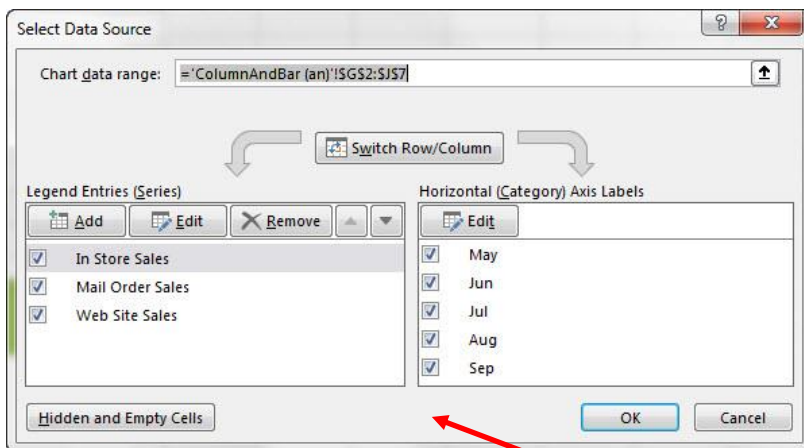 Select Data Source
Chart data range: ='ColumnAndBar (an)'!$G$2:$J$7
Switch Row/Column
Legend Entries (Series)
Add Edit Remove
In Store Sales
Mail Order Sales
Web Site Sales
Horizontal (Category) Axis Labels
Edit
May
Jun
Jul
Aug
Sep
Hidden and Empty Cells
OK Cancel